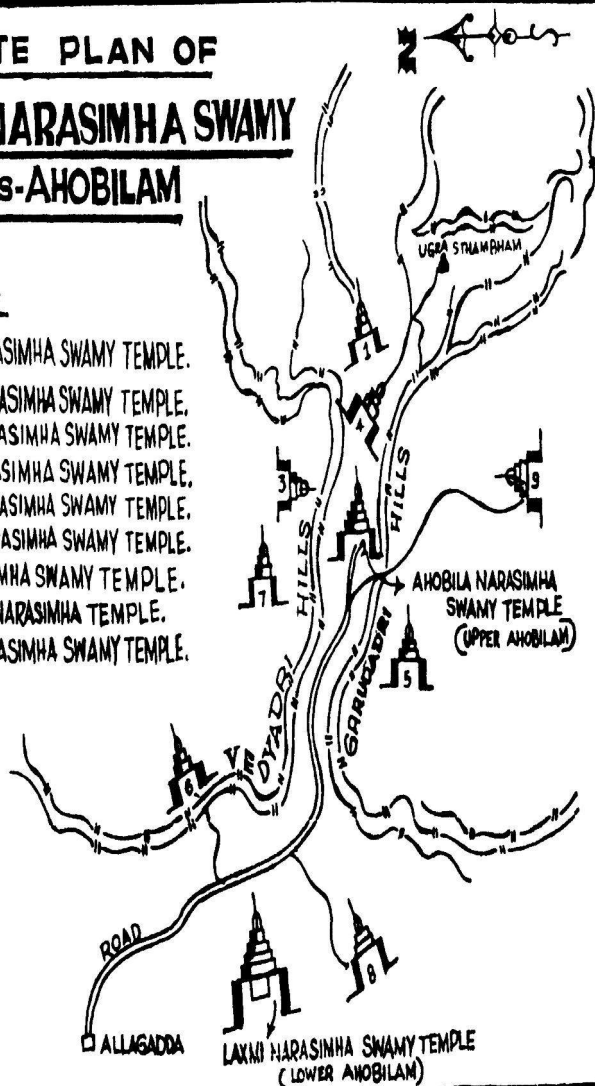 TE PLAN OF
NARASIMHA SWAMY
s-AHOBILAM
N
UGRA STHAMBHAM
ASIMHA SWAMY TEMPLE.
ASIMHA SWAMY TEMPLE.
ASIMHA SWAMY TEMPLE.
ASIMHA SWAMY TEMPLE.
ASIMHA SWAMY TEMPLE.
ASIMHA SWAMY TEMPLE.
MHA SWAMY TEMPLE.
NARASIMHA TEMPLE.
ASIMHA SWAMY TEMPLE.
1
4
3
9
7
HILLS
HILLS
AHOBILA NARASIMHA
SWAMY TEMPLE
(UPPER AHOBILAM)
5
GARUDADRI
VEDYADRI
6
8
ROAD
ALLAGADDA
LAXMI NARASIMHA SWAMY TEMPLE
(LOWER AHOBILAM)